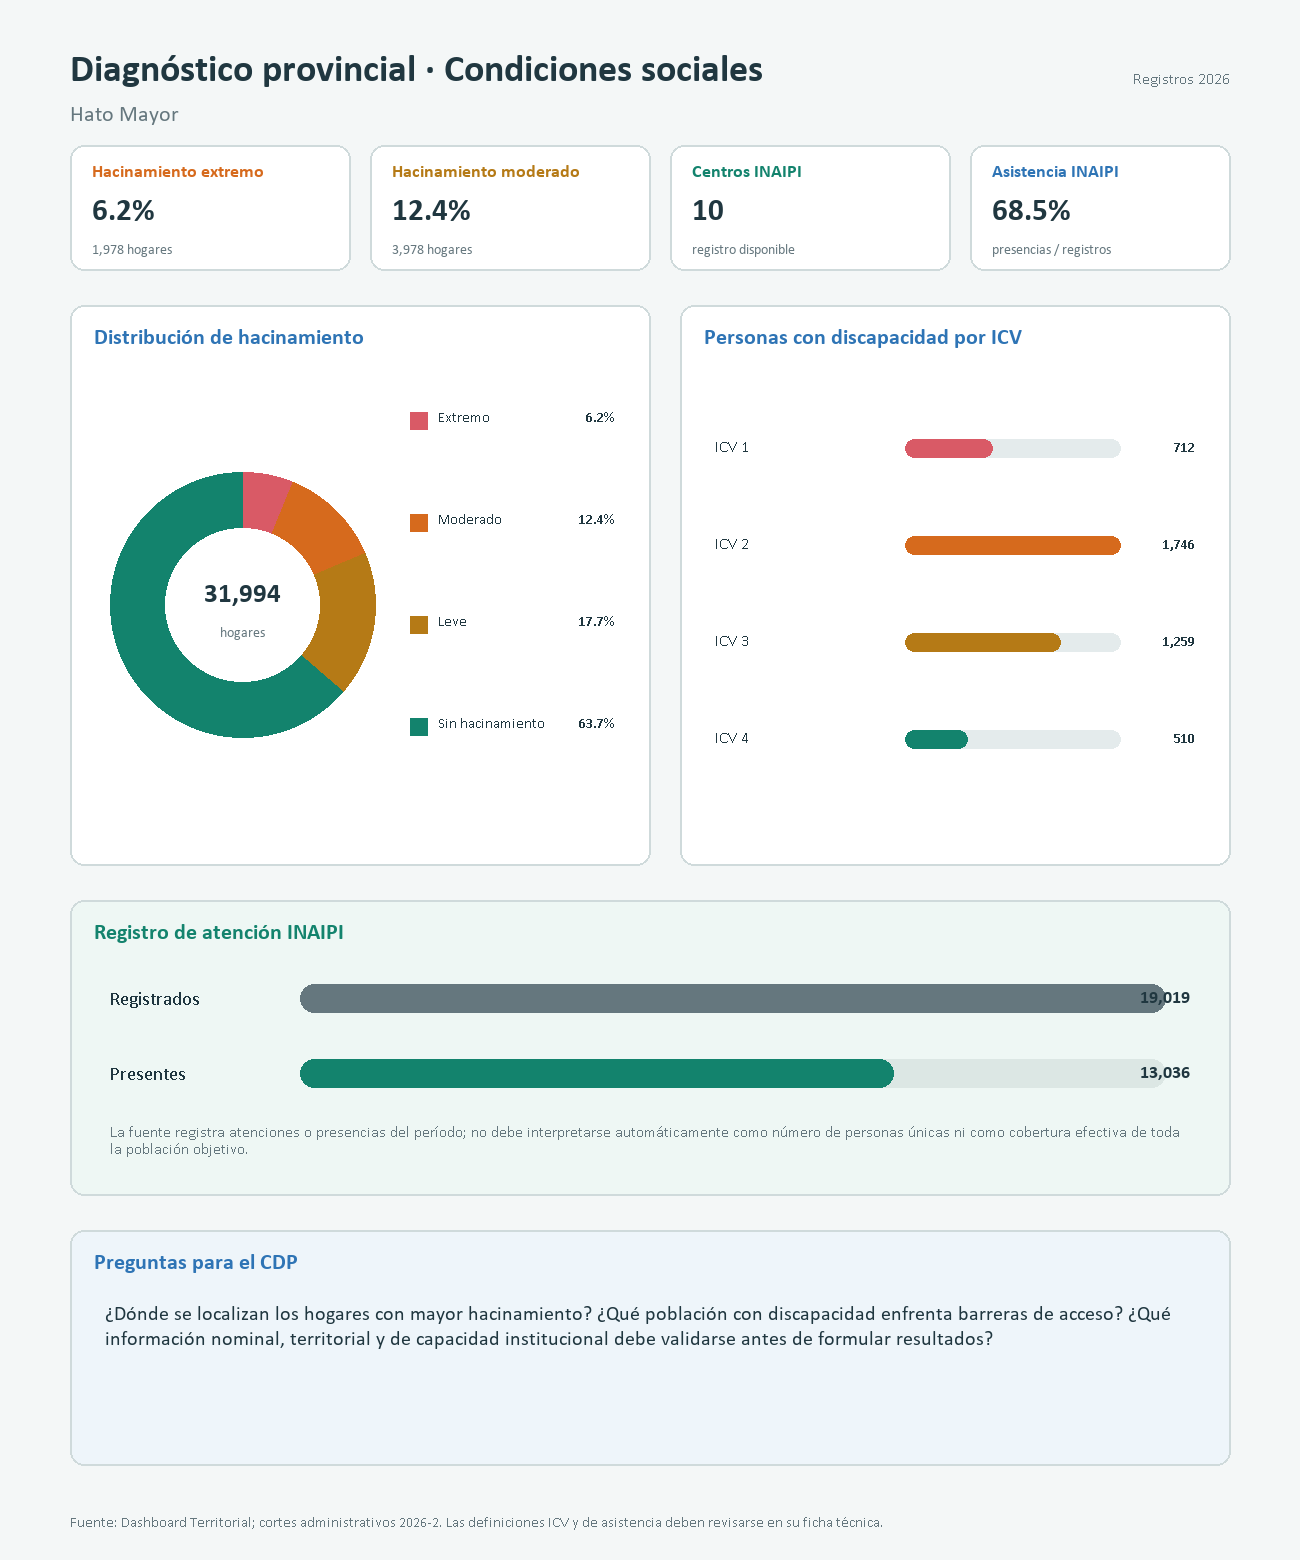 Diagnóstico provincial · Condiciones sociales
Registros 2026
Hato Mayor
Hacinamiento extremo
6.2%
1,978 hogares
Hacinamiento moderado
12.4%
3,978 hogares
Centros INAIPI
10
registro disponible
Asistencia INAIPI
68.5%
presencias / registros
Distribución de hacinamiento
31,994
hogares
Extremo 6.2%
Moderado 12.4%
Leve 17.7%
Sin hacinamiento 63.7%
Personas con discapacidad por ICV
ICV 1 712
ICV 2 1,746
ICV 3 1,259
ICV 4 510
Registro de atención INAIPI
Registrados 19,019
Presentes 13,036
La fuente registra atenciones o presencias del período; no debe interpretarse automáticamente como número de personas únicas ni como cobertura efectiva de toda
la población objetivo.
Preguntas para el CDP
¿Dónde se localizan los hogares con mayor hacinamiento? ¿Qué población con discapacidad enfrenta barreras de acceso? ¿Qué
información nominal, territorial y de capacidad institucional debe validarse antes de formular resultados?
Fuente: Dashboard Territorial; cortes administrativos 2026-2. Las definiciones ICV y de asistencia deben revisarse en su ficha técnica.